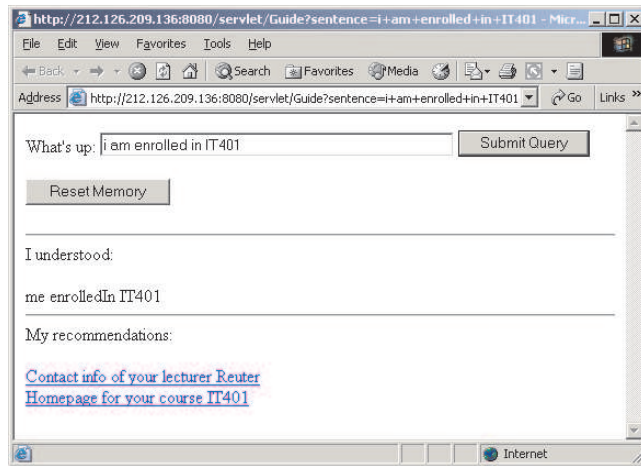 http://212.126.209.136:8080/servlet/Guide?sentence=i+am+enrolled+in+IT401 - Micr...
File Edit View Favorites Tools Help
Back Search Favorites Media
Address http://212.126.209.136:8080/servlet/Guide?sentence=i+am+enrolled+in+IT401 Go Links »
What's up: i am enrolled in IT401 Submit Query
Reset Memory
I understood:
me enrolledIn IT401
My recommendations:
Contact info of your lecturer Reuter
Homepage for your course IT401
Internet